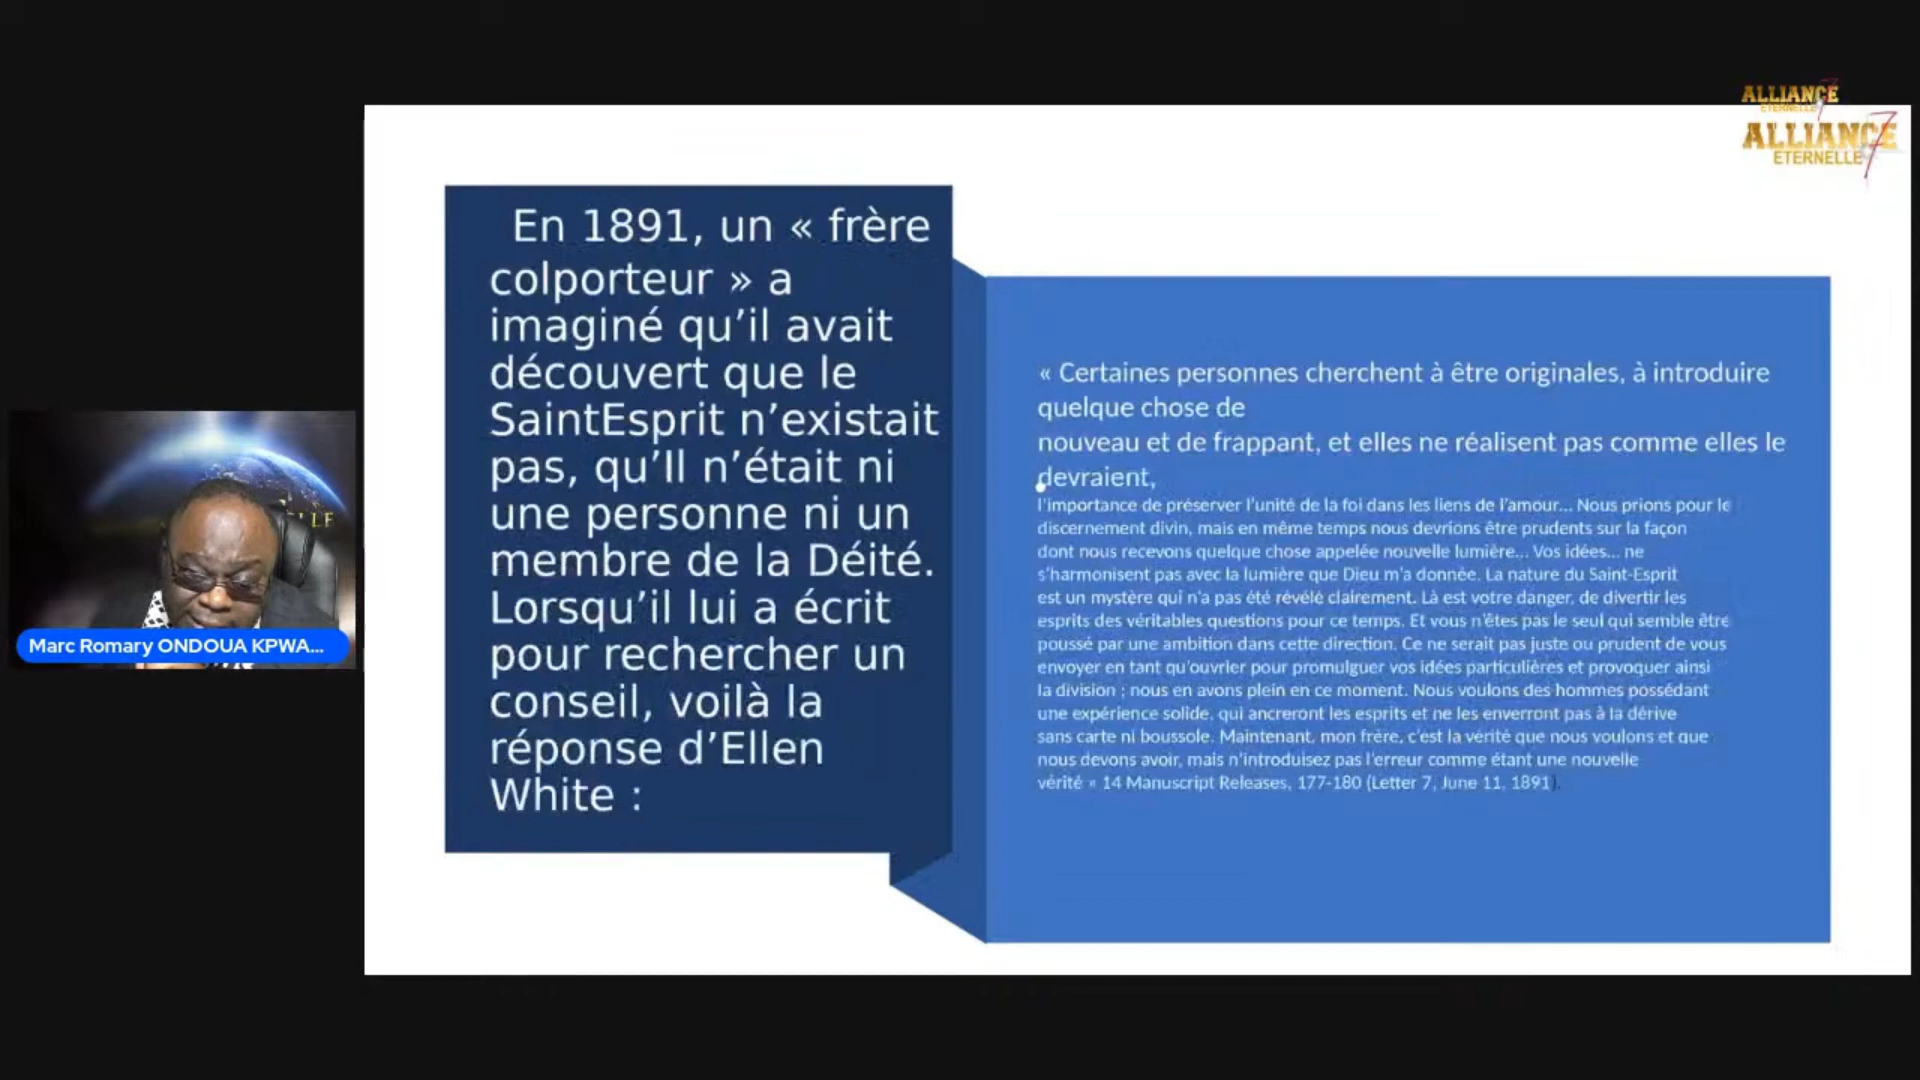 ALLIANCE
ETERNELLE
ALLIANCE 7
ETERNELLE
En 1891, un « frère
colporteur » a
imaginé qu’il avait
découvert que le
SaintEsprit n’existait
pas, qu’Il n’était ni
une personne ni un
membre de la Déité.
Lorsqu’il lui a écrit
pour rechercher un
conseil, voilà la
réponse d’Ellen
White :
« Certaines personnes cherchent à être originales, à introduire
quelque chose de
nouveau et de frappant, et elles ne réalisent pas comme elles le
devraient,
l’importance de préserver l’unité de la foi dans les liens de l’amour... Nous prions pour le
discernement divin, mais en même temps nous devrions être prudents sur la façon
dont nous recevons quelque chose appelée nouvelle lumière... Vos idées... ne
s’harmonisent pas avec la lumière que Dieu m’a donnée. La nature du Saint-Esprit
est un mystère qui n’a pas été révélé clairement. Là est votre danger, de divertir les
esprits des véritables questions pour ce temps. Et vous n’êtes pas le seul qui semble être
poussé par une ambition dans cette direction. Ce ne serait pas juste ou prudent de vous
envoyer en tant qu’ouvrier pour promulguer vos idées particulières et provoquer ainsi
la division ; nous en avons plein en ce moment. Nous voulons des hommes possédant
une expérience solide, qui ancreront les esprits et ne les enverront pas à la dérive
sans carte ni boussole. Maintenant, mon frère, c’est la vérité que nous voulons et que
nous devons avoir, mais n’introduisez pas l’erreur comme étant une nouvelle
vérité « 14 Manuscript Releases, 177-180 (Letter 7, June 11, 1891).
Marc Romary ONDOUA KPWA...